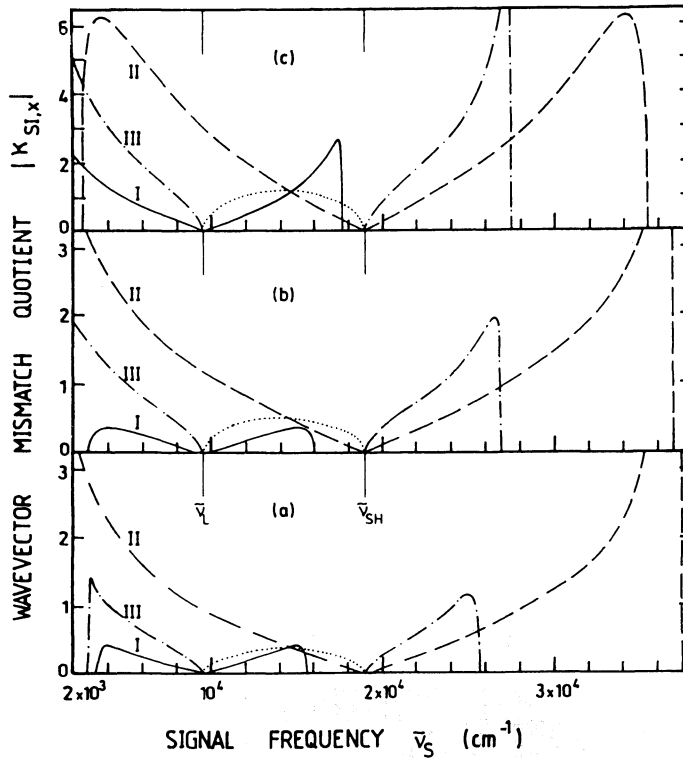 6
4
2
0
(c)
II
III
I
3
2
1
0
(b)
II
III
I
3
2
1
0
ν̃L
(a)
ν̃SH
II
III
I
2×10³
10⁴
2×10⁴
3×10⁴
WAVEVECTOR MISMATCH QUOTIENT |κSI,x|
SIGNAL FREQUENCY ν̃S (cm⁻¹)